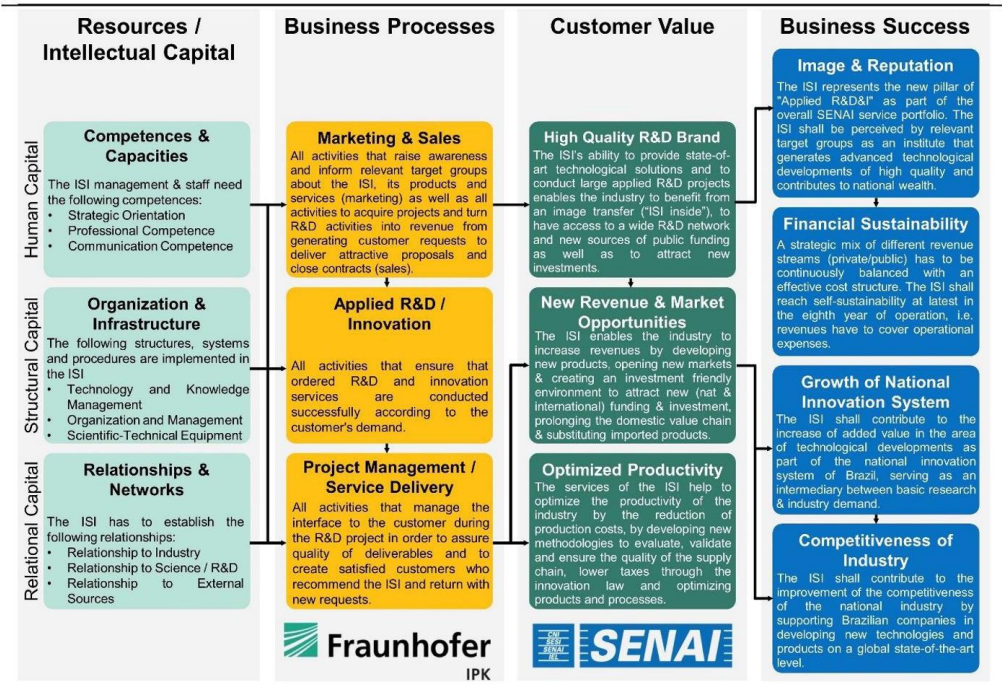 Resources /
Intellectual Capital
Human Capital
Competences &
Capacities
The ISI management & staff need
the following competences:
• Strategic Orientation
• Professional Competence
• Communication Competence
Structural Capital
Organization &
Infrastructure
The following structures, systems
and procedures are implemented in
the ISI
• Technology and Knowledge
Management
• Organization and Management
• Scientific-Technical Equipment
Relational Capital
Relationships &
Networks
The ISI has to establish the
following relationships:
• Relationship to Industry
• Relationship to Science / R&D
• Relationship to External
Sources
Business Processes
Marketing & Sales
All activities that raise awareness
and inform relevant target groups
about the ISI, its products and
services (marketing) as well as all
activities to acquire projects and turn
R&D activities into revenue from
generating customer requests to
deliver attractive proposals and
close contracts (sales).
Applied R&D /
Innovation
All activities that ensure that
ordered R&D and innovation
services are conducted
successfully according to the
customer's demand.
Project Management /
Service Delivery
All activities that manage the
interface to the customer during
the R&D project in order to assure
quality of deliverables and to
create satisfied customers who
recommend the ISI and return with
new requests.
Fraunhofer
IPK
Customer Value
High Quality R&D Brand
The ISI's ability to provide state-of-
art technological solutions and to
conduct large applied R&D projects
enables the industry to benefit from
an image transfer ("ISI inside"), to
have access to a wide R&D network
and new sources of public funding
as well as to attract new
investments.
New Revenue & Market
Opportunities
The ISI enables the industry to
increase revenues by developing
new products, opening new markets
& creating an investment friendly
environment to attract new (nat &
international) funding & investment,
prolonging the domestic value chain
& substituting imported products.
Optimized Productivity
The services of the ISI help to
optimize the productivity of the
industry by the reduction of
production costs, by developing new
methodologies to evaluate, validate
and ensure the quality of the supply
chain, lower taxes through the
innovation law and optimizing
products and processes.
CNI
SESI
SENAI
IEL
SENAI
Business Success
Image & Reputation
The ISI represents the new pillar of
"Applied R&D&I" as part of the
overall SENAI service portfolio. The
ISI shall be perceived by relevant
target groups as an institute that
generates advanced technological
developments of high quality and
contributes to national wealth.
Financial Sustainability
A strategic mix of different revenue
streams (private/public) has to be
continuously balanced with an
effective cost structure. The ISI shall
reach self-sustainability at latest in
the eighth year of operation, i.e.
revenues have to cover operational
expenses.
Growth of National
Innovation System
The ISI shall contribute to the
increase of added value in the area
of technological developments as
part of the national innovation
system of Brazil, serving as an
intermediary between basic research
& industry demand.
Competitiveness of
Industry
The ISI shall contribute to the
improvement of the competitiveness
of the national industry by
supporting Brazilian companies in
developing new technologies and
products on a global state-of-the-art
level.